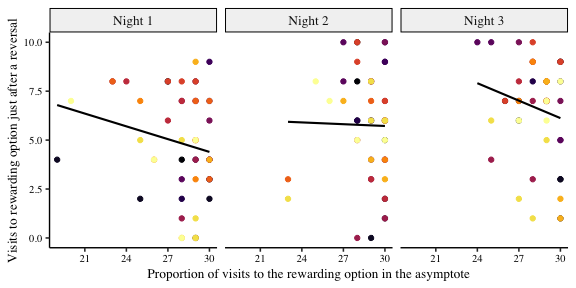 Night 1 Night 2 Night 3
Visits to rewarding option just after a reversal
10.0
7.5
5.0
2.5
0.0
21 24 27 30 21 24 27 30 21 24 27 30
Proportion of visits to the rewarding option in the asymptote